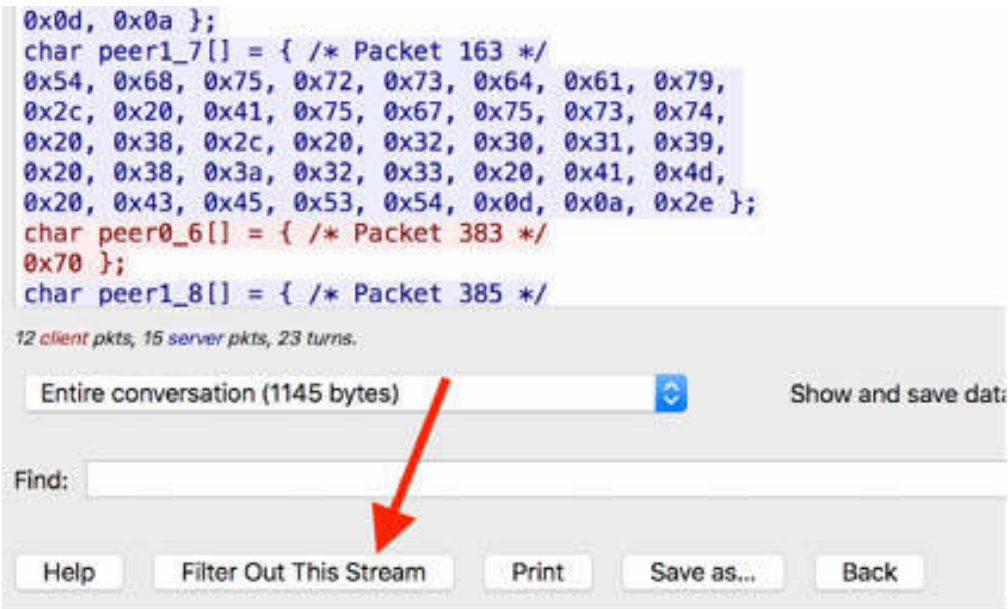 0x0d, 0x0a };
char peer1_7[] = { /* Packet 163 */
0x54, 0x68, 0x75, 0x72, 0x73, 0x64, 0x61, 0x79,
0x2c, 0x20, 0x41, 0x75, 0x67, 0x75, 0x73, 0x74,
0x20, 0x38, 0x2c, 0x20, 0x32, 0x30, 0x31, 0x39,
0x20, 0x38, 0x3a, 0x32, 0x33, 0x20, 0x41, 0x4d,
0x20, 0x43, 0x45, 0x53, 0x54, 0x0d, 0x0a, 0x2e };
char peer0_6[] = { /* Packet 383 */
0x70 };
char peer1_8[] = { /* Packet 385 */
12 client pkts, 15 server pkts, 23 turns.
Entire conversation (1145 bytes) Show and save data
Find:
Help Filter Out This Stream Print Save as... Back